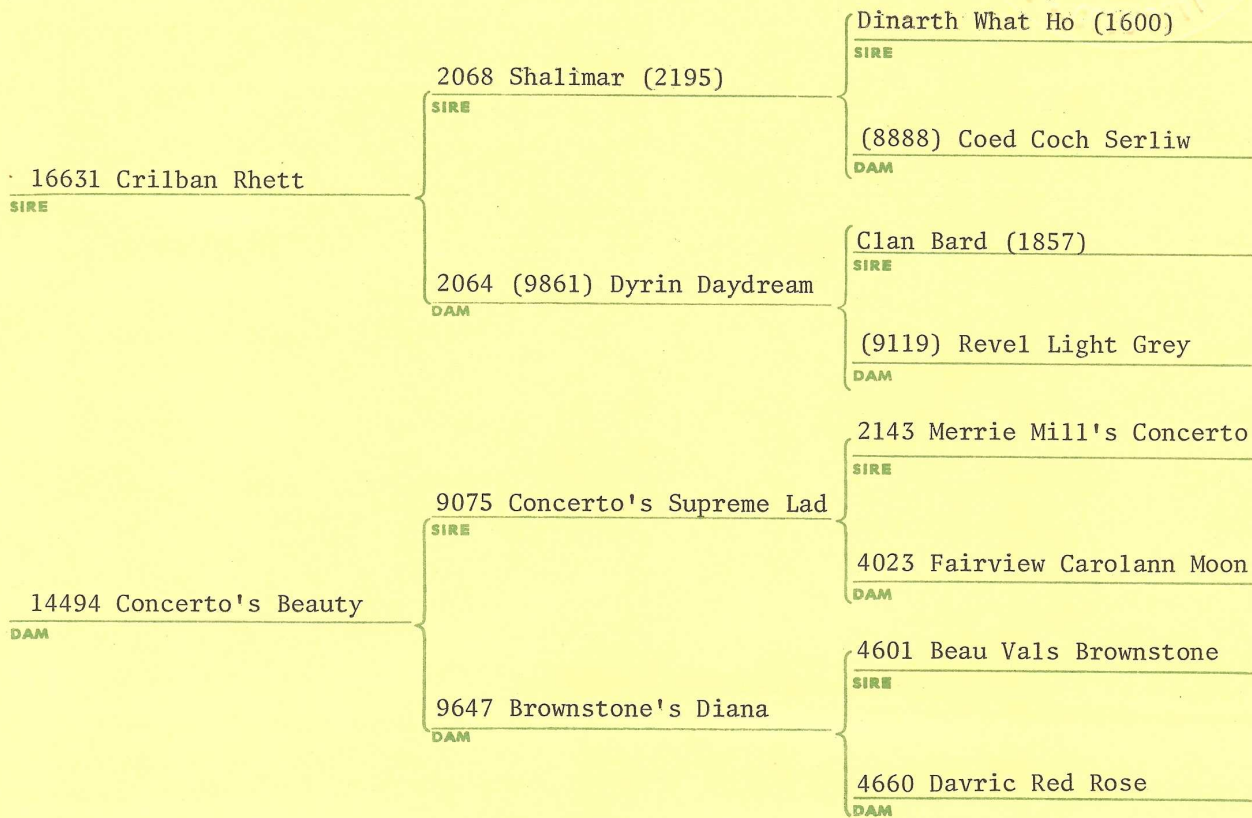 Dinarth What Ho (1600)
SIRE
2068 Shalimar (2195)
SIRE
(8888) Coed Coch Serliw
DAM
16631 Crilban Rhett
SIRE
Clan Bard (1857)
SIRE
2064 (9861) Dyrin Daydream
DAM
(9119) Revel Light Grey
DAM
2143 Merrie Mill's Concerto
SIRE
9075 Concerto's Supreme Lad
SIRE
4023 Fairview Carolann Moon
DAM
14494 Concerto's Beauty
DAM
4601 Beau Vals Brownstone
SIRE
9647 Brownstone's Diana
DAM
4660 Davric Red Rose
DAM